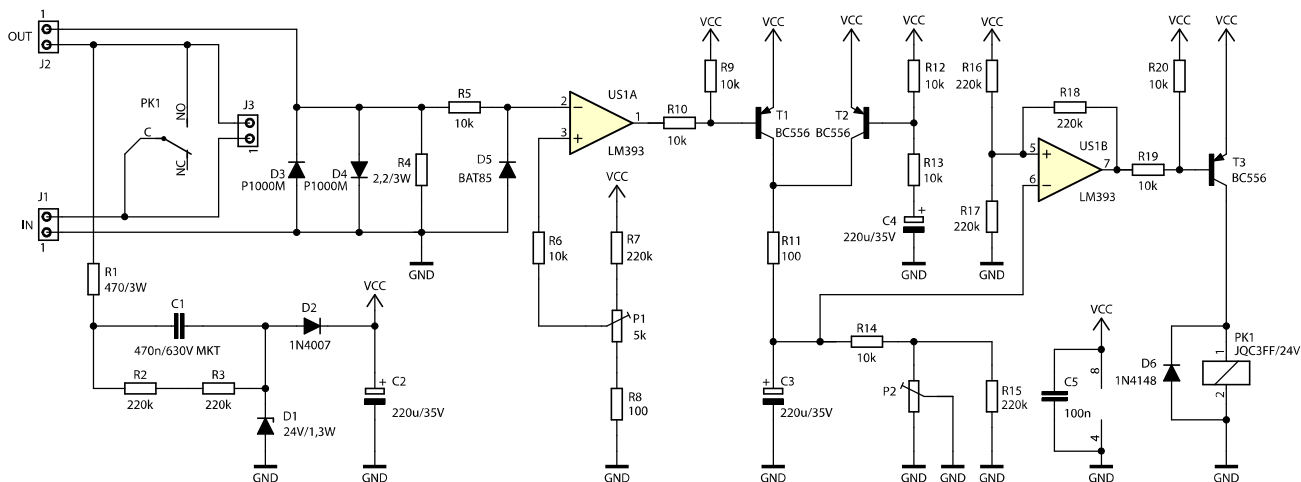 1
OUT
J2
PK1
NO
C
NC
J3
1
J1
IN
1
R1
470/3W
C1
470n/630V MKT
R2
220k
R3
220k
D1
24V/1,3W
GND
D2
1N4007
VCC
C2
220u/35V
GND
D3
P1000M
D4
P1000M
R4
2,2/3W
GND
R5
10k
D5
BAT85
2
3
1
US1A
LM393
R6
10k
VCC
R7
220k
P1
5k
R8
100
GND
R10
10k
VCC
R9
10k
VCC
T1
BC556
VCC
T2
BC556
VCC
R12
10k
R13
10k
C4
220u/35V
+
GND
R11
100
C3
220u/35V
+
GND
R14
10k
P2
GND
GND
R15
220k
GND
VCC
R16
220k
R17
220k
GND
R18
220k
US1B
5
6
7
LM393
R19
10k
VCC
R20
10k
VCC
T3
BC556
VCC
C5
100n
8
4
GND
D6
1N4148
PK1
JQC3FF/24V
1
2
GND